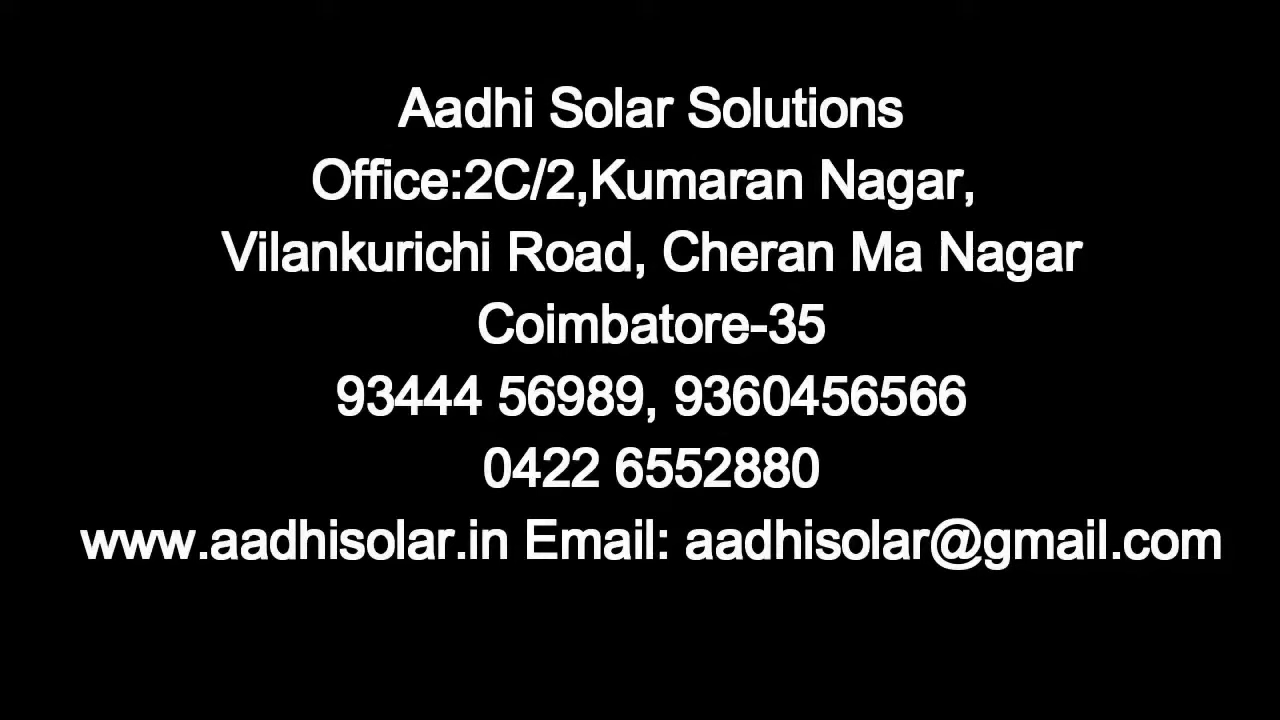 Aadhi Solar Solutions
Office:2C/2,Kumaran Nagar,
Vilankurichi Road, Cheran Ma Nagar
Coimbatore-35
93444 56989, 9360456566
0422 6552880
www.aadhisolar.in Email: aadhisolar@gmail.com